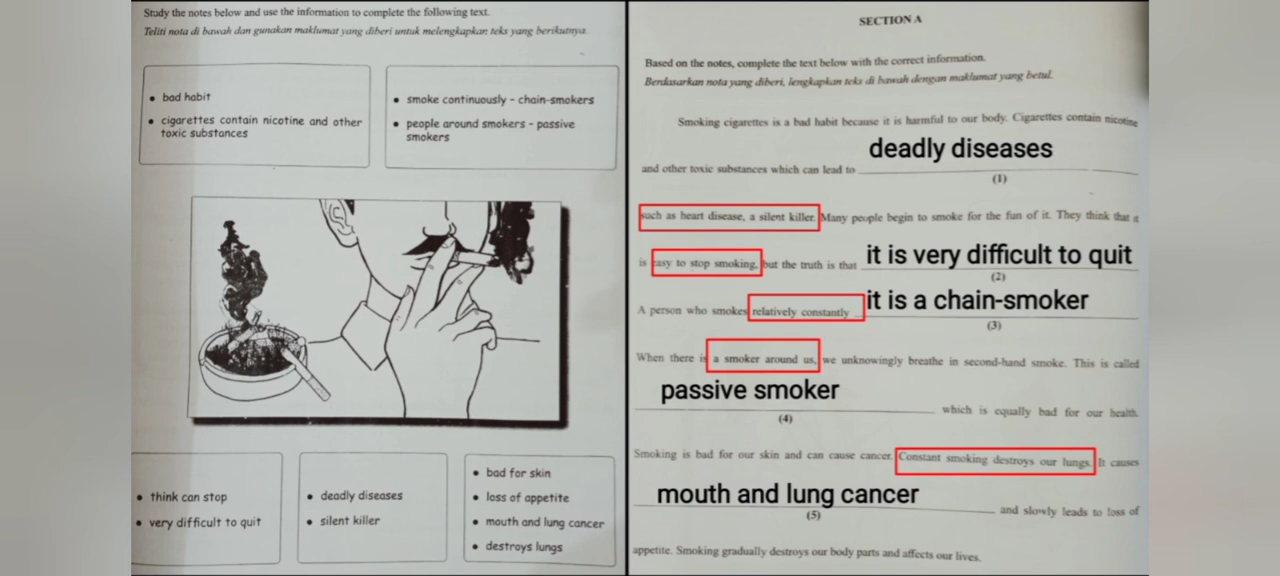 Study the notes below and use the information to complete the following text.
Teliti nota di bawah dan gunakan maklumat yang diberi untuk melengkapkan teks yang berikutnya.
• bad habit
• cigarettes contain nicotine and other
toxic substances
• smoke continuously - chain-smokers
• people around smokers - passive
smokers
• think can stop
• very difficult to quit
• deadly diseases
• silent killer
• bad for skin
• loss of appetite
• mouth and lung cancer
• destroys lungs
SECTION A
Based on the notes, complete the text below with the correct information.
Berdasarkan nota yang diberi, lengkapkan teks di bawah dengan maklumat yang betul.
Smoking cigarettes is a bad habit because it is harmful to our body. Cigarettes contain nicotine
deadly diseases
and other toxic substances which can lead to
(1)
such as heart disease, a silent killer. Many people begin to smoke for the fun of it. They think that it
is easy to stop smoking, but the truth is that it is very difficult to quit
(2)
A person who smokes relatively constantly it is a chain-smoker
(3)
When there is a smoker around us, we unknowingly breathe in second-hand smoke. This is called
passive smoker
which is equally bad for our health.
(4)
Smoking is bad for our skin and can cause cancer. Constant smoking destroys our lungs. It causes
mouth and lung cancer
and slowly leads to loss of
(5)
appetite. Smoking gradually destroys our body parts and affects our lives.